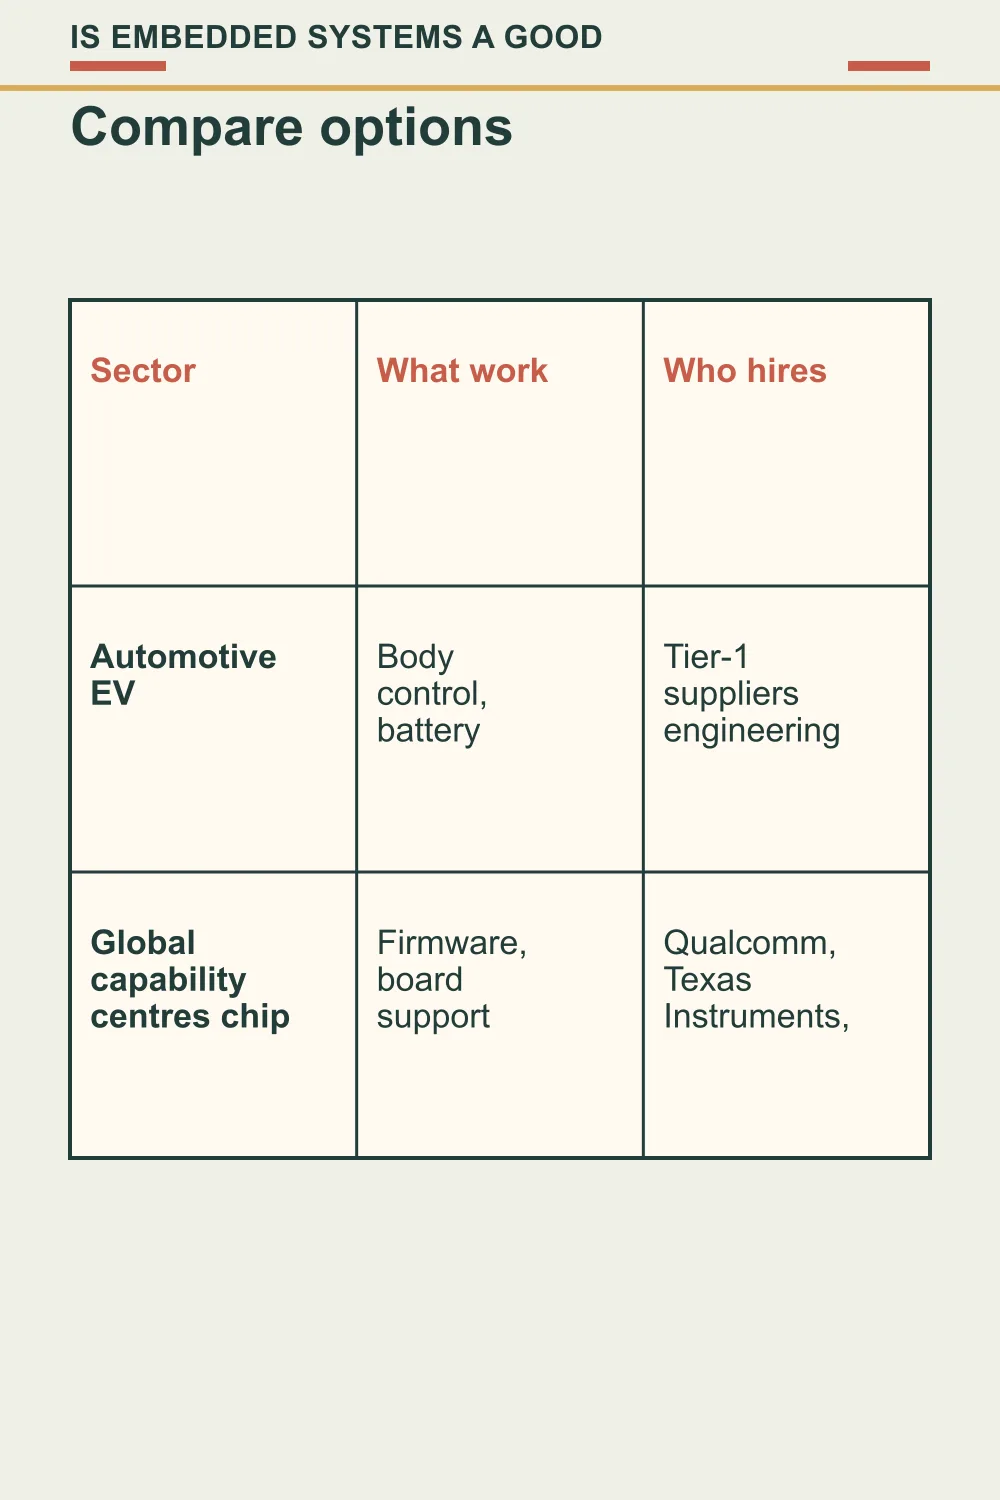 IS EMBEDDED SYSTEMS A GOOD
Compare options
Sector
What work
Who hires
Automotive
EV
Body
control,
battery
Tier-1
suppliers
engineering
Global
capability
centres chip
Firmware,
board
support
Qualcomm,
Texas
Instruments,